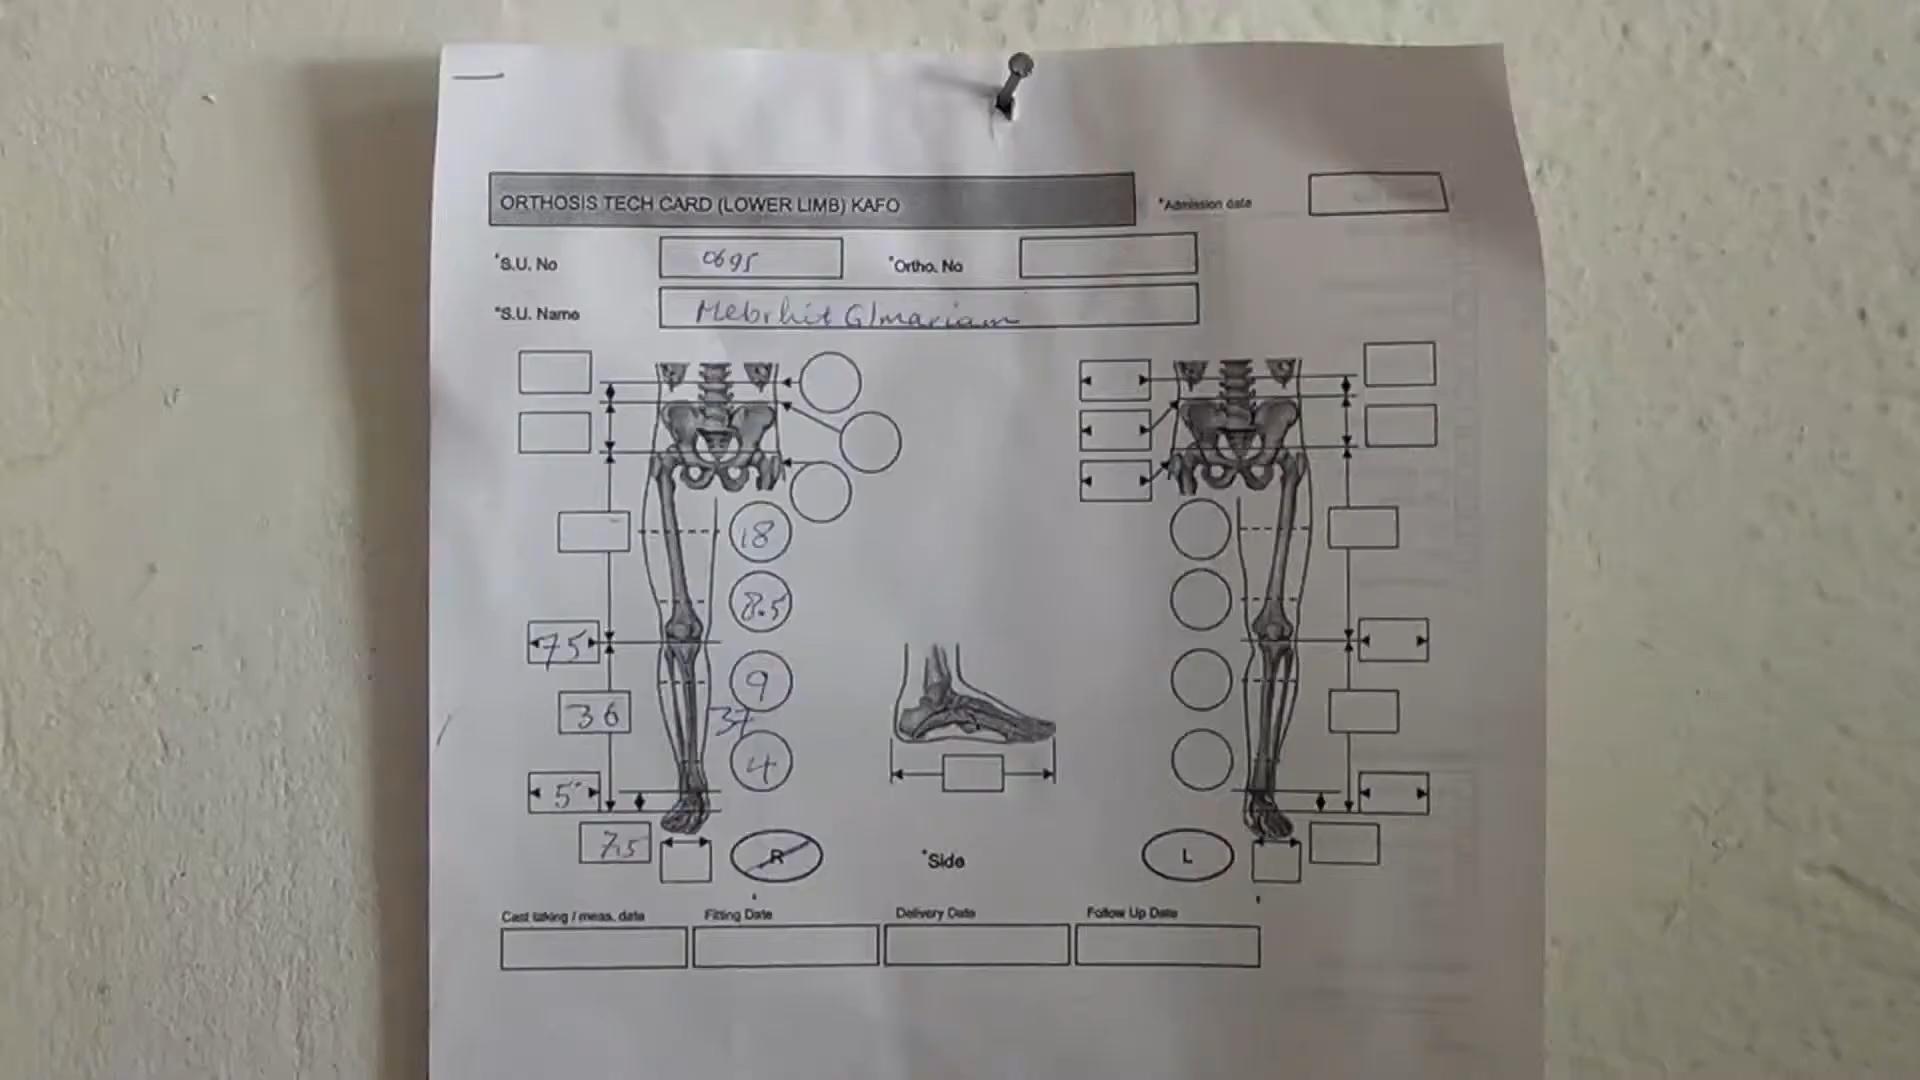 ORTHOSIS TECH CARD (LOWER LIMB) KAFO
*Admission date
*S.U. No 0695 *Ortho. No
*S.U. Name Mebrhit G/mariam
18
8.5
75
9
36 37
4
5
7.5 R *Side L
Cast taking / meas. date Fitting Date Delivery Date Follow Up Date